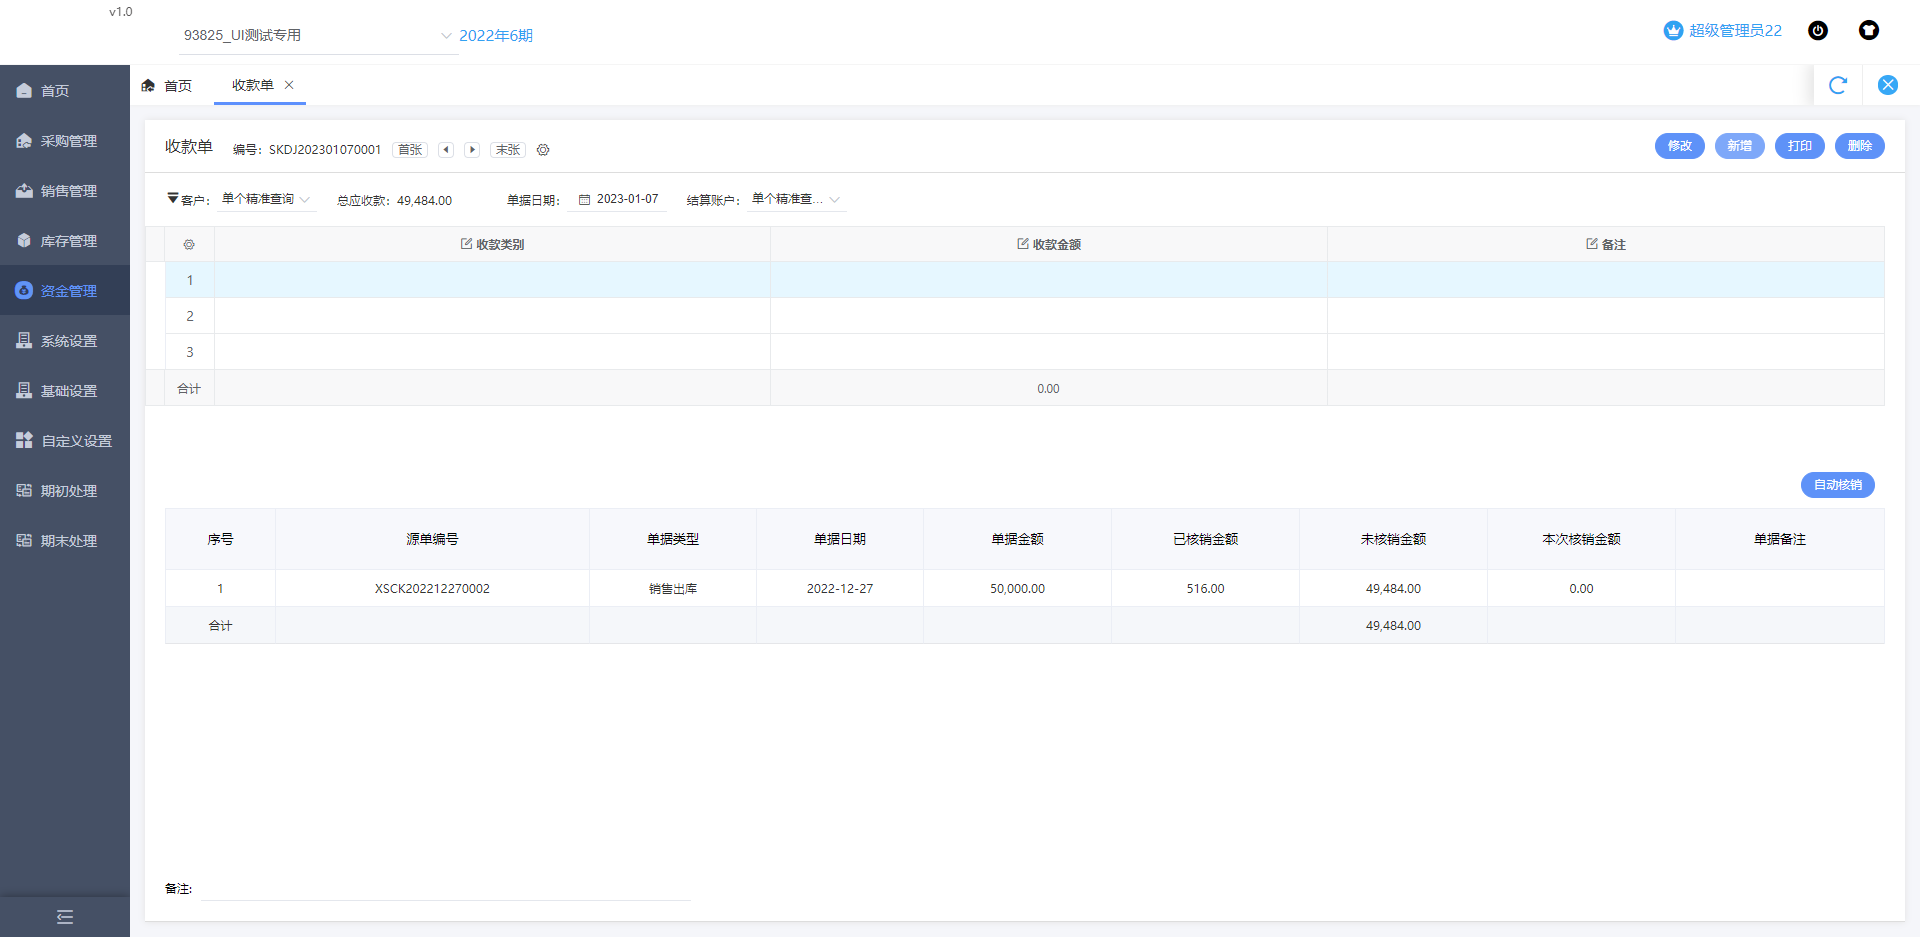 v1.0
93825_UI测试专用 2022年6期 超级管理员22
首页 收款单
首页
采购管理
销售管理
库存管理
资金管理
系统设置
基础设置
自定义设置
期初处理
期末处理
收款单 编号: SKDJ202301070001 首张 末张 修改 新增 打印 删除
客户: 单个精准查询 总应收款: 49,484.00 单据日期: 2023-01-07 结算账户: 单个精准查...
收款类别 收款金额 备注
1
2
3
合计 0.00
自动核销
序号 源单编号 单据类型 单据日期 单据金额 已核销金额 未核销金额 本次核销金额 单据备注
1 XSCK202212270002 销售出库 2022-12-27 50,000.00 516.00 49,484.00 0.00
合计 49,484.00
备注: